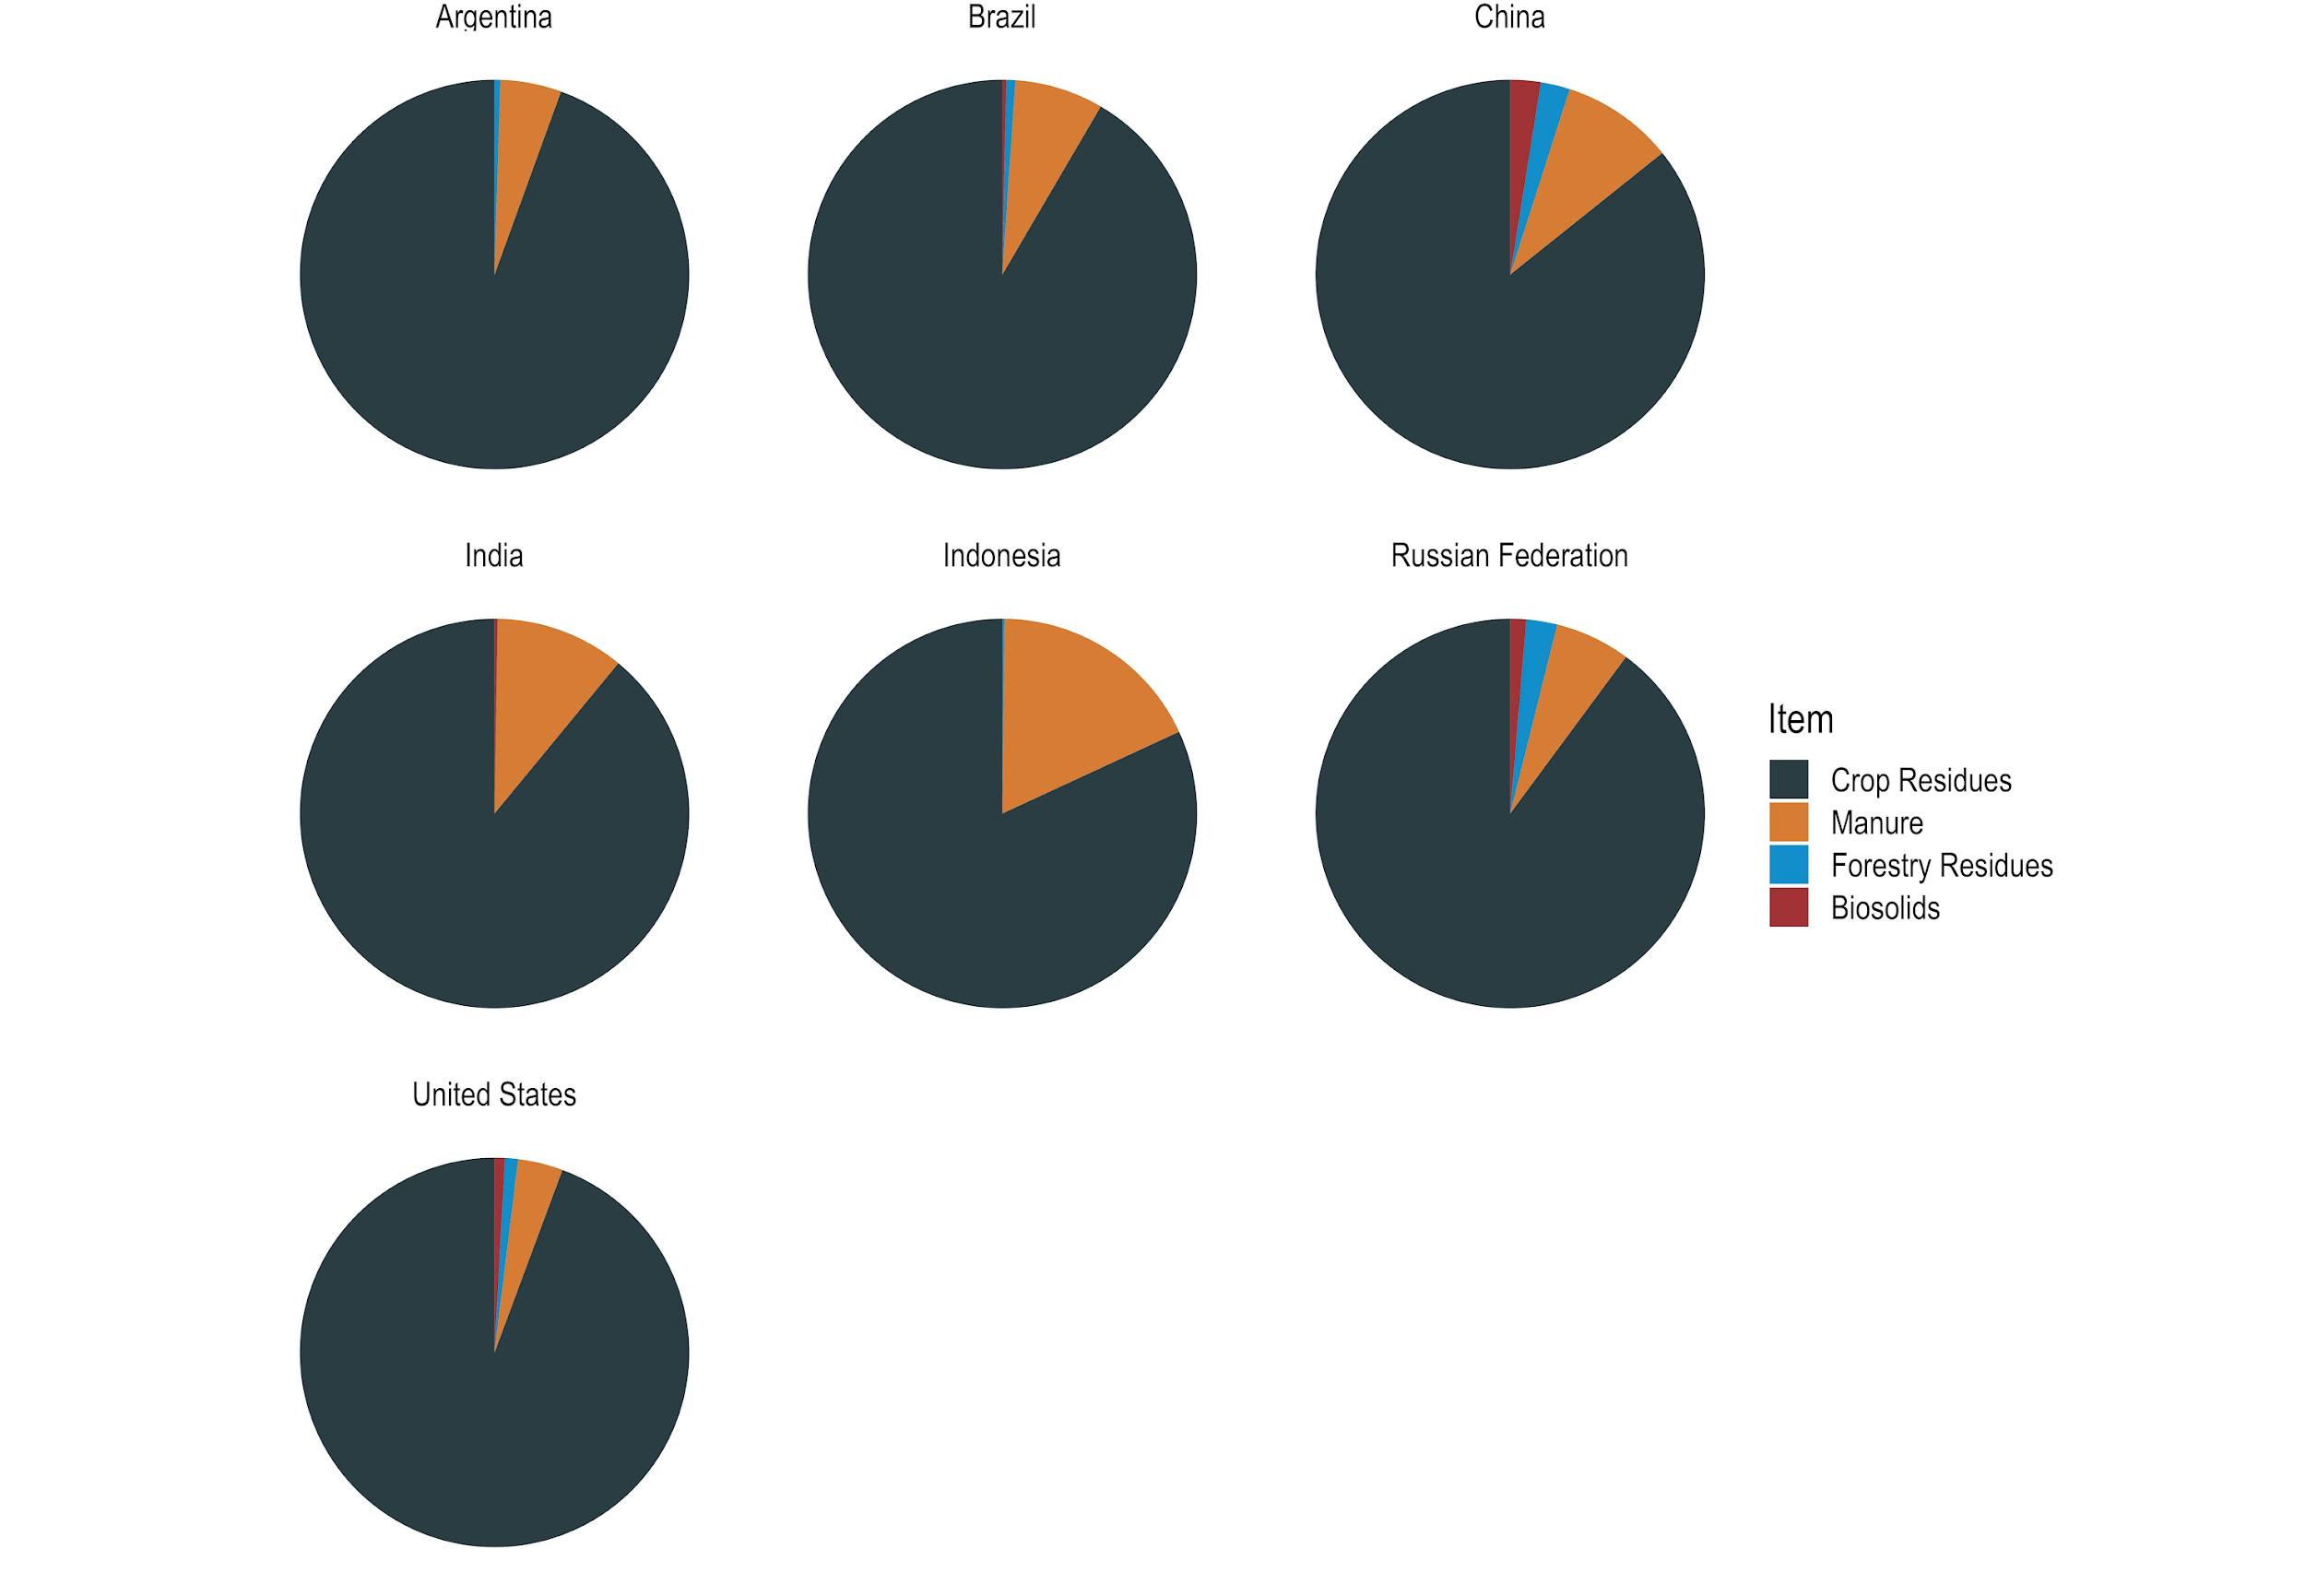 Argentina
Brazil
China
India
Indonesia
Russian Federation
Item
Crop Residues
Manure
Forestry Residues
Biosolids
United States